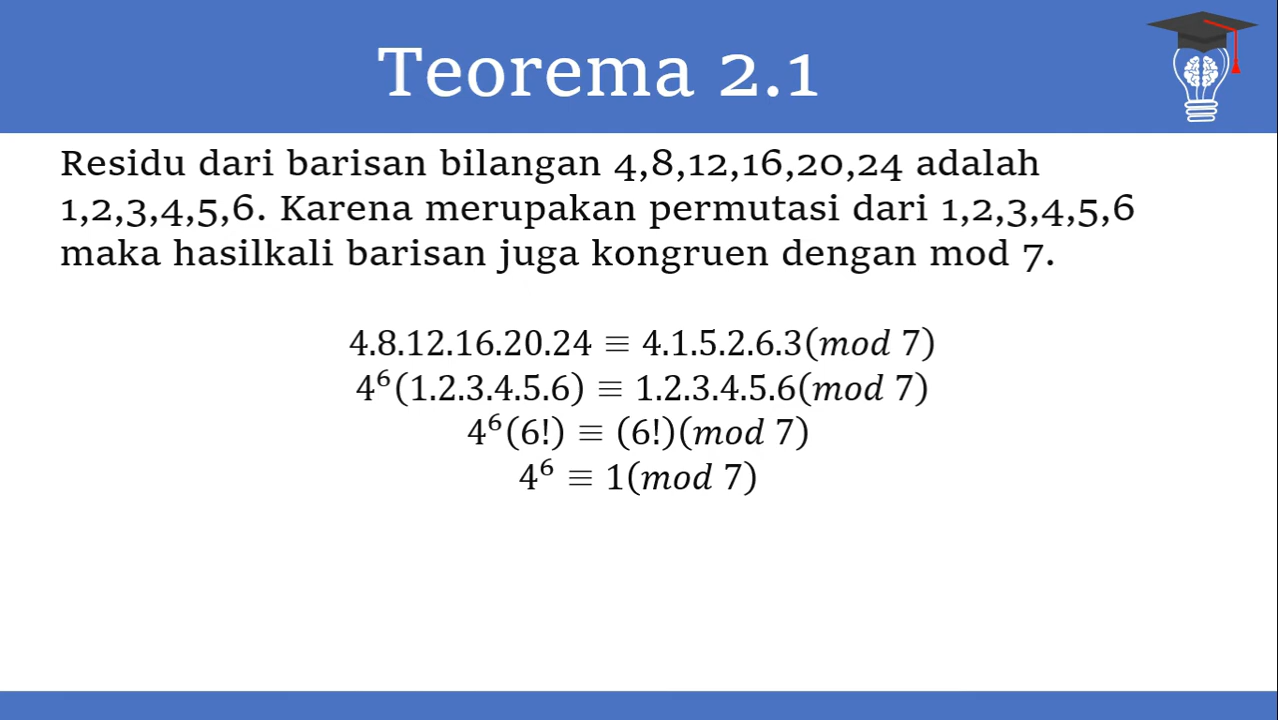 Teorema 2.1
Residu dari barisan bilangan 4,8,12,16,20,24 adalah
1,2,3,4,5,6. Karena merupakan permutasi dari 1,2,3,4,5,6
maka hasilkali barisan juga kongruen dengan mod 7.
4.8.12.16.20.24 ≡ 4.1.5.2.6.3(mod 7)
4⁶(1.2.3.4.5.6) ≡ 1.2.3.4.5.6(mod 7)
4⁶(6!) ≡ (6!)(mod 7)
4⁶ ≡ 1(mod 7)